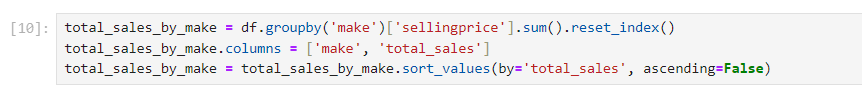 [10]: total_sales_by_make = df.groupby('make')['sellingprice'].sum().reset_index()
total_sales_by_make.columns = ['make', 'total_sales']
total_sales_by_make = total_sales_by_make.sort_values(by='total_sales', ascending=False)